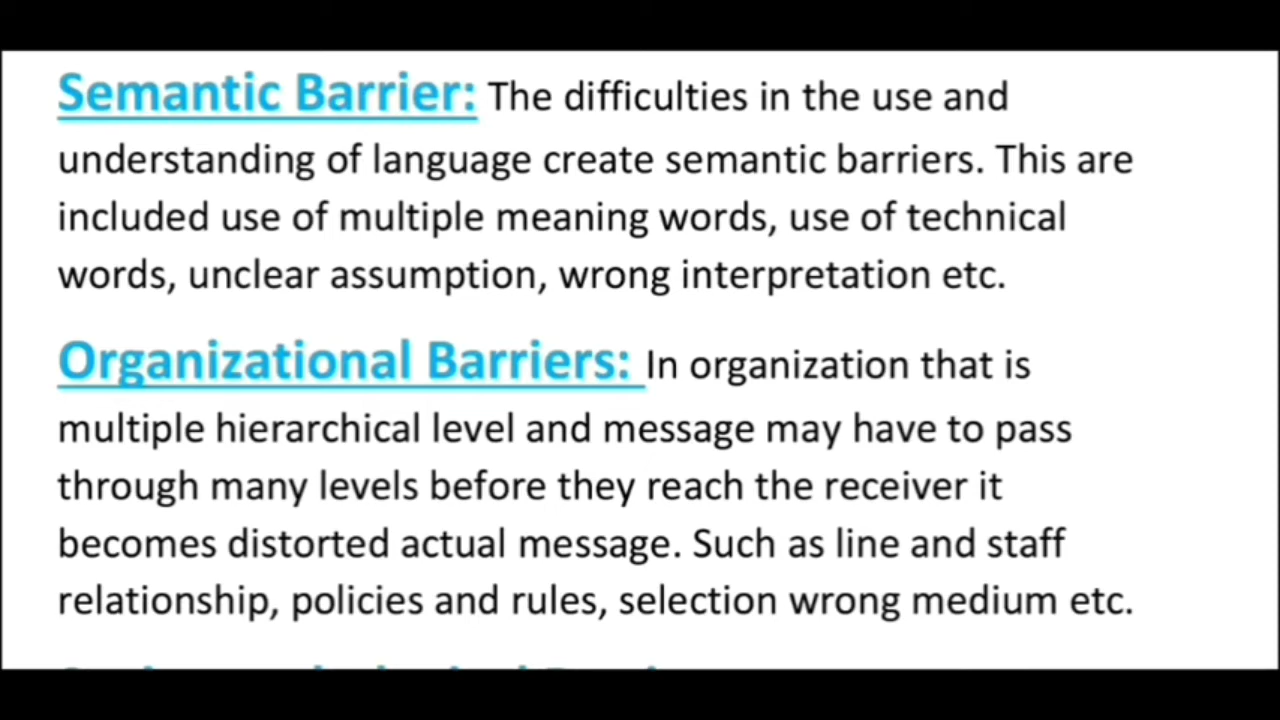 Semantic Barrier: The difficulties in the use and
understanding of language create semantic barriers. This are
included use of multiple meaning words, use of technical
words, unclear assumption, wrong interpretation etc.
Organizational Barriers: In organization that is
multiple hierarchical level and message may have to pass
through many levels before they reach the receiver it
becomes distorted actual message. Such as line and staff
relationship, policies and rules, selection wrong medium etc.